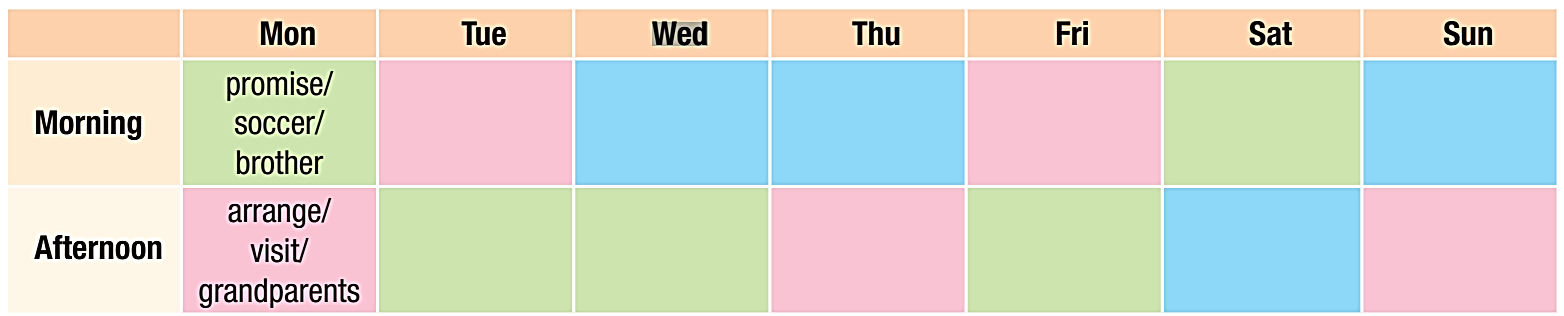 Mon Tue Wed Thu Fri Sat Sun
Morning
promise/
soccer/
brother
Afternoon
arrange/
visit/
grandparents